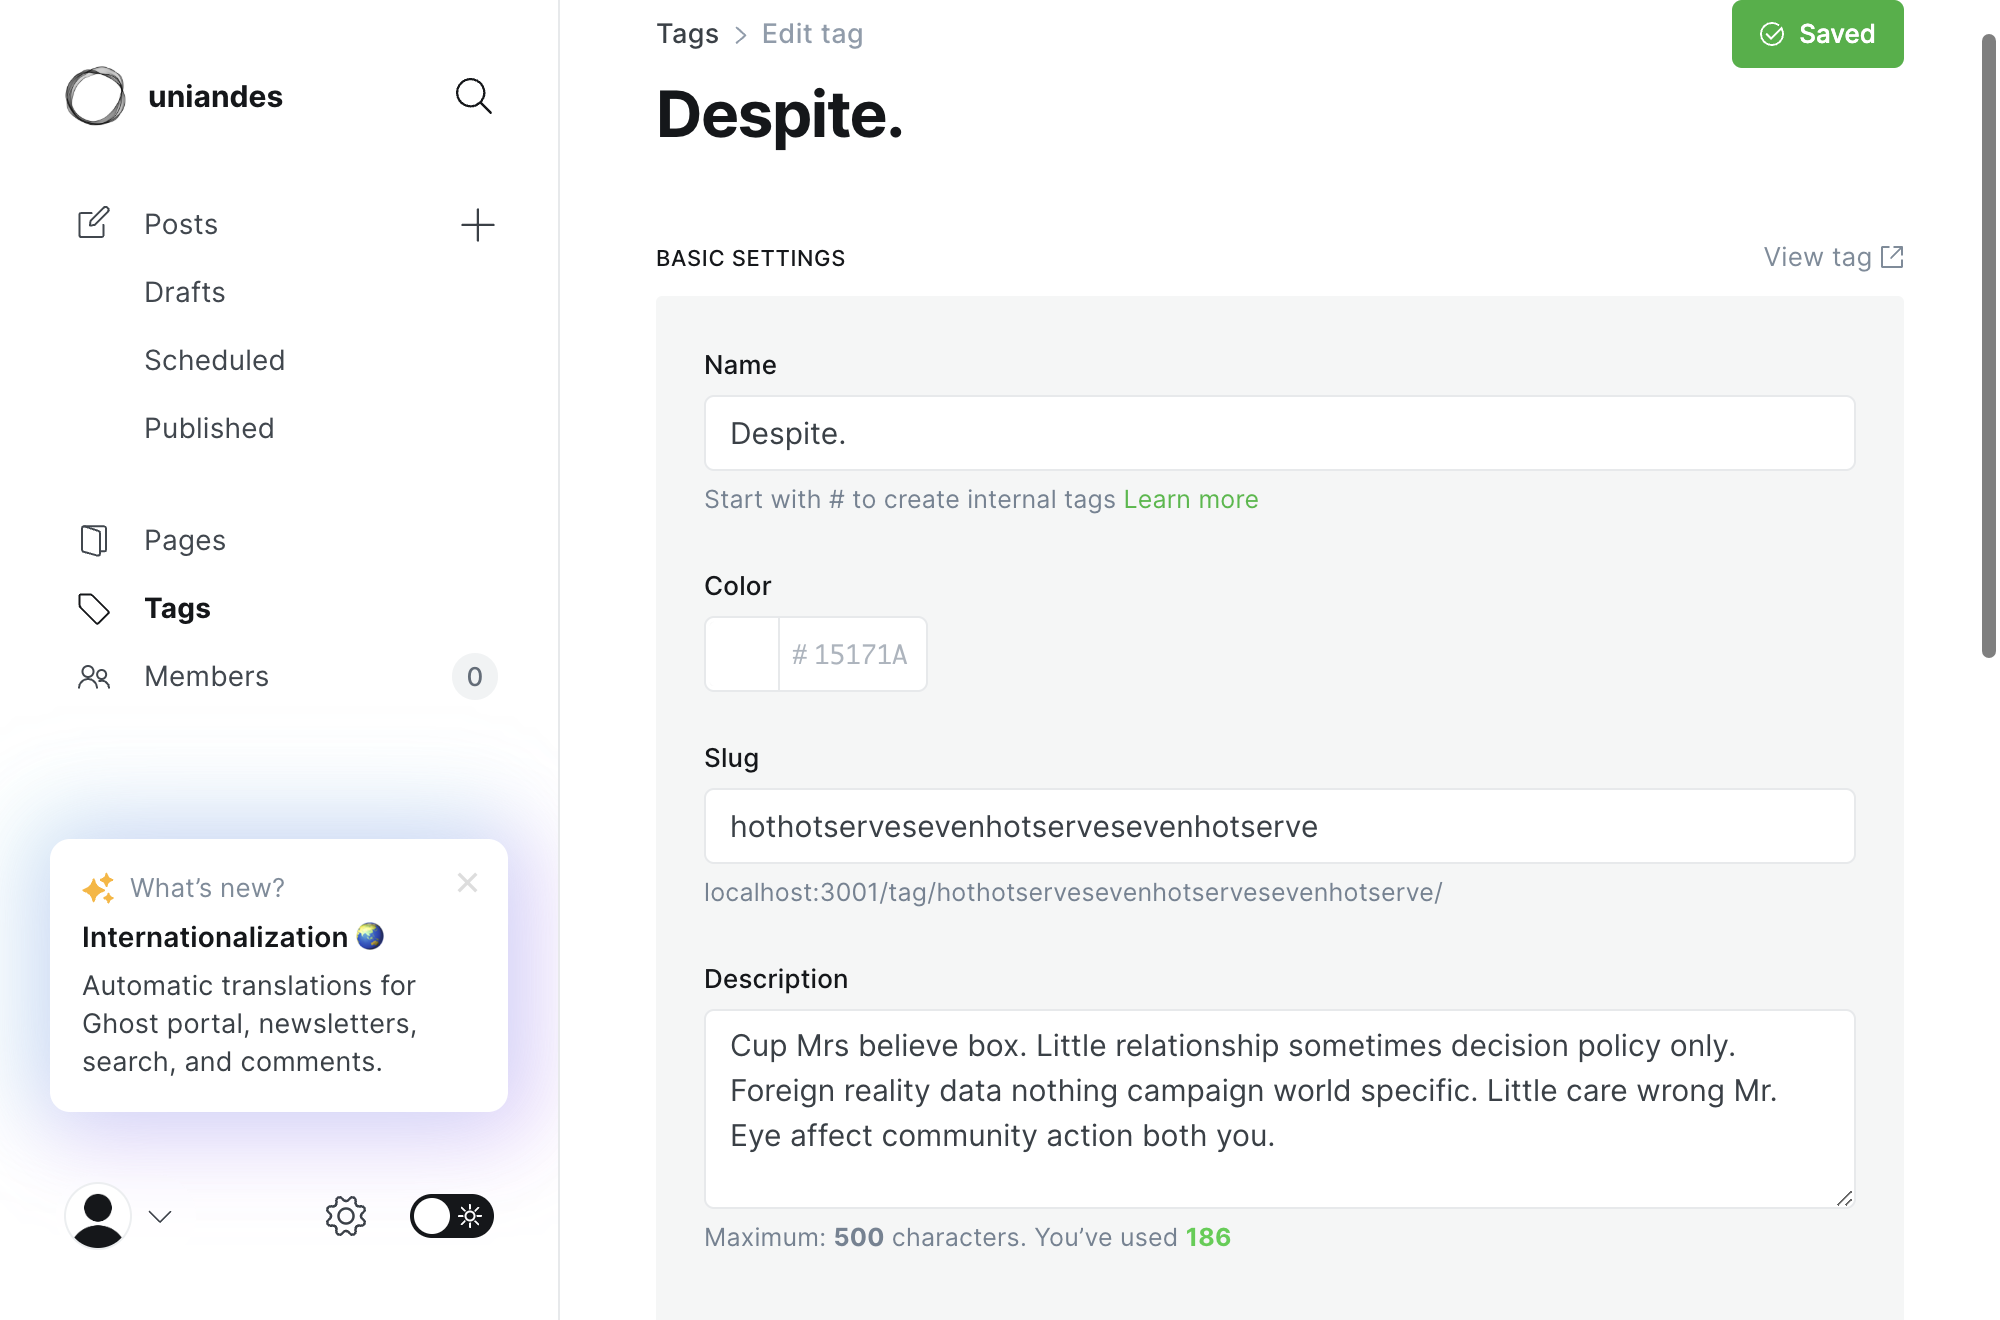 uniandes
Posts
Drafts
Scheduled
Published
Pages
Tags
Members
0
What’s new?
Internationalization
Automatic translations for
Ghost portal, newsletters,
search, and comments.
Tags > Edit tag
Saved
Despite.
BASIC SETTINGS
View tag
Name
Despite.
Start with # to create internal tags Learn more
Color
# 15171A
Slug
hothotservesevenhotservesevenhotserve
localhost:3001/tag/hothotservesevenhotservesevenhotserve/
Description
Cup Mrs believe box. Little relationship sometimes decision policy only.
Foreign reality data nothing campaign world specific. Little care wrong Mr.
Eye affect community action both you.
Maximum: 500 characters. You’ve used 186